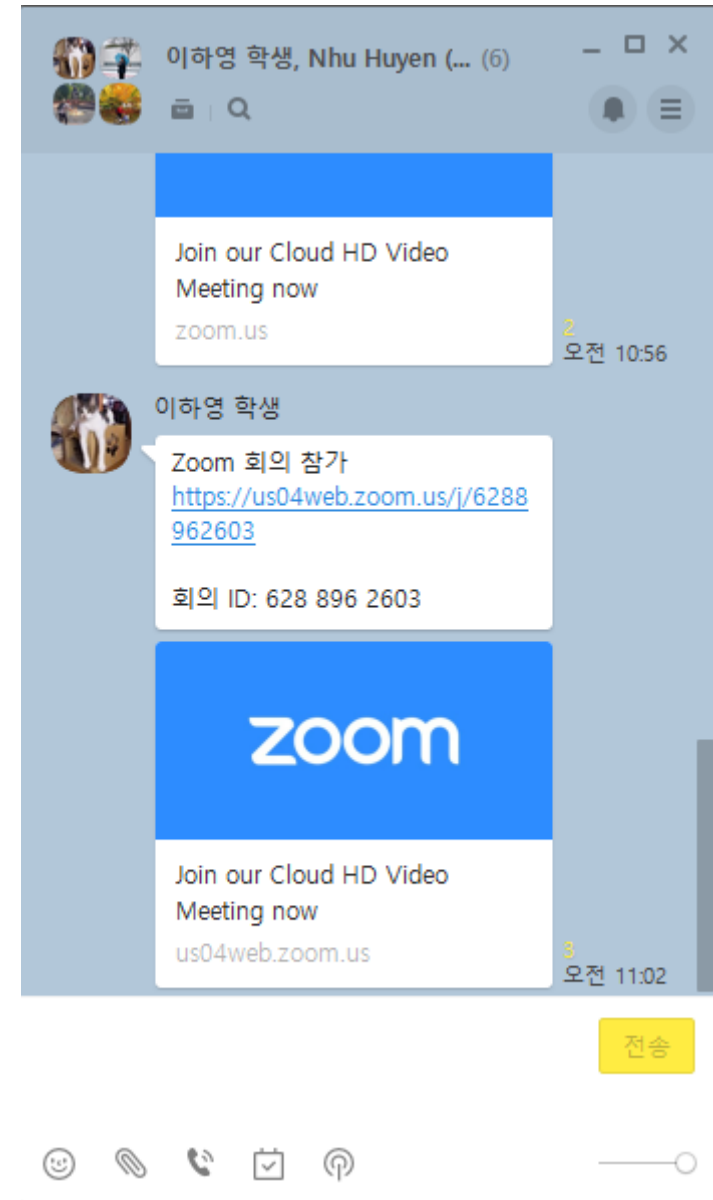 이하영 학생, Nhu Huyen (... (6)
Join our Cloud HD Video
Meeting now
zoom.us
2
오전 10:56
이하영 학생
Zoom 회의 참가
https://us04web.zoom.us/j/6288
962603
회의 ID: 628 896 2603
zoom
Join our Cloud HD Video
Meeting now
us04web.zoom.us
3
오전 11:02
전송